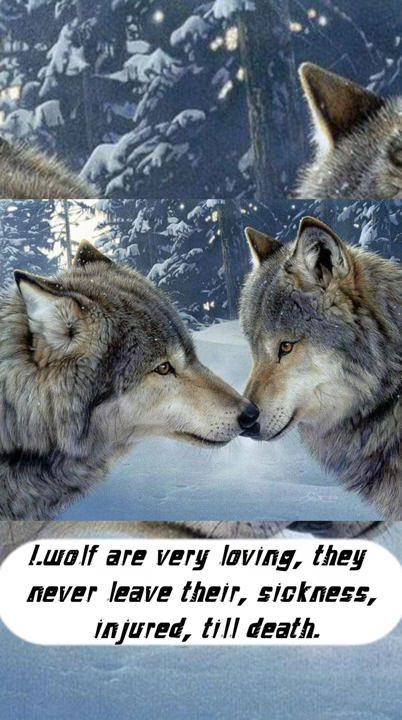 1.wolf are very loving, they
never leave their, sickness,
injured, till death.